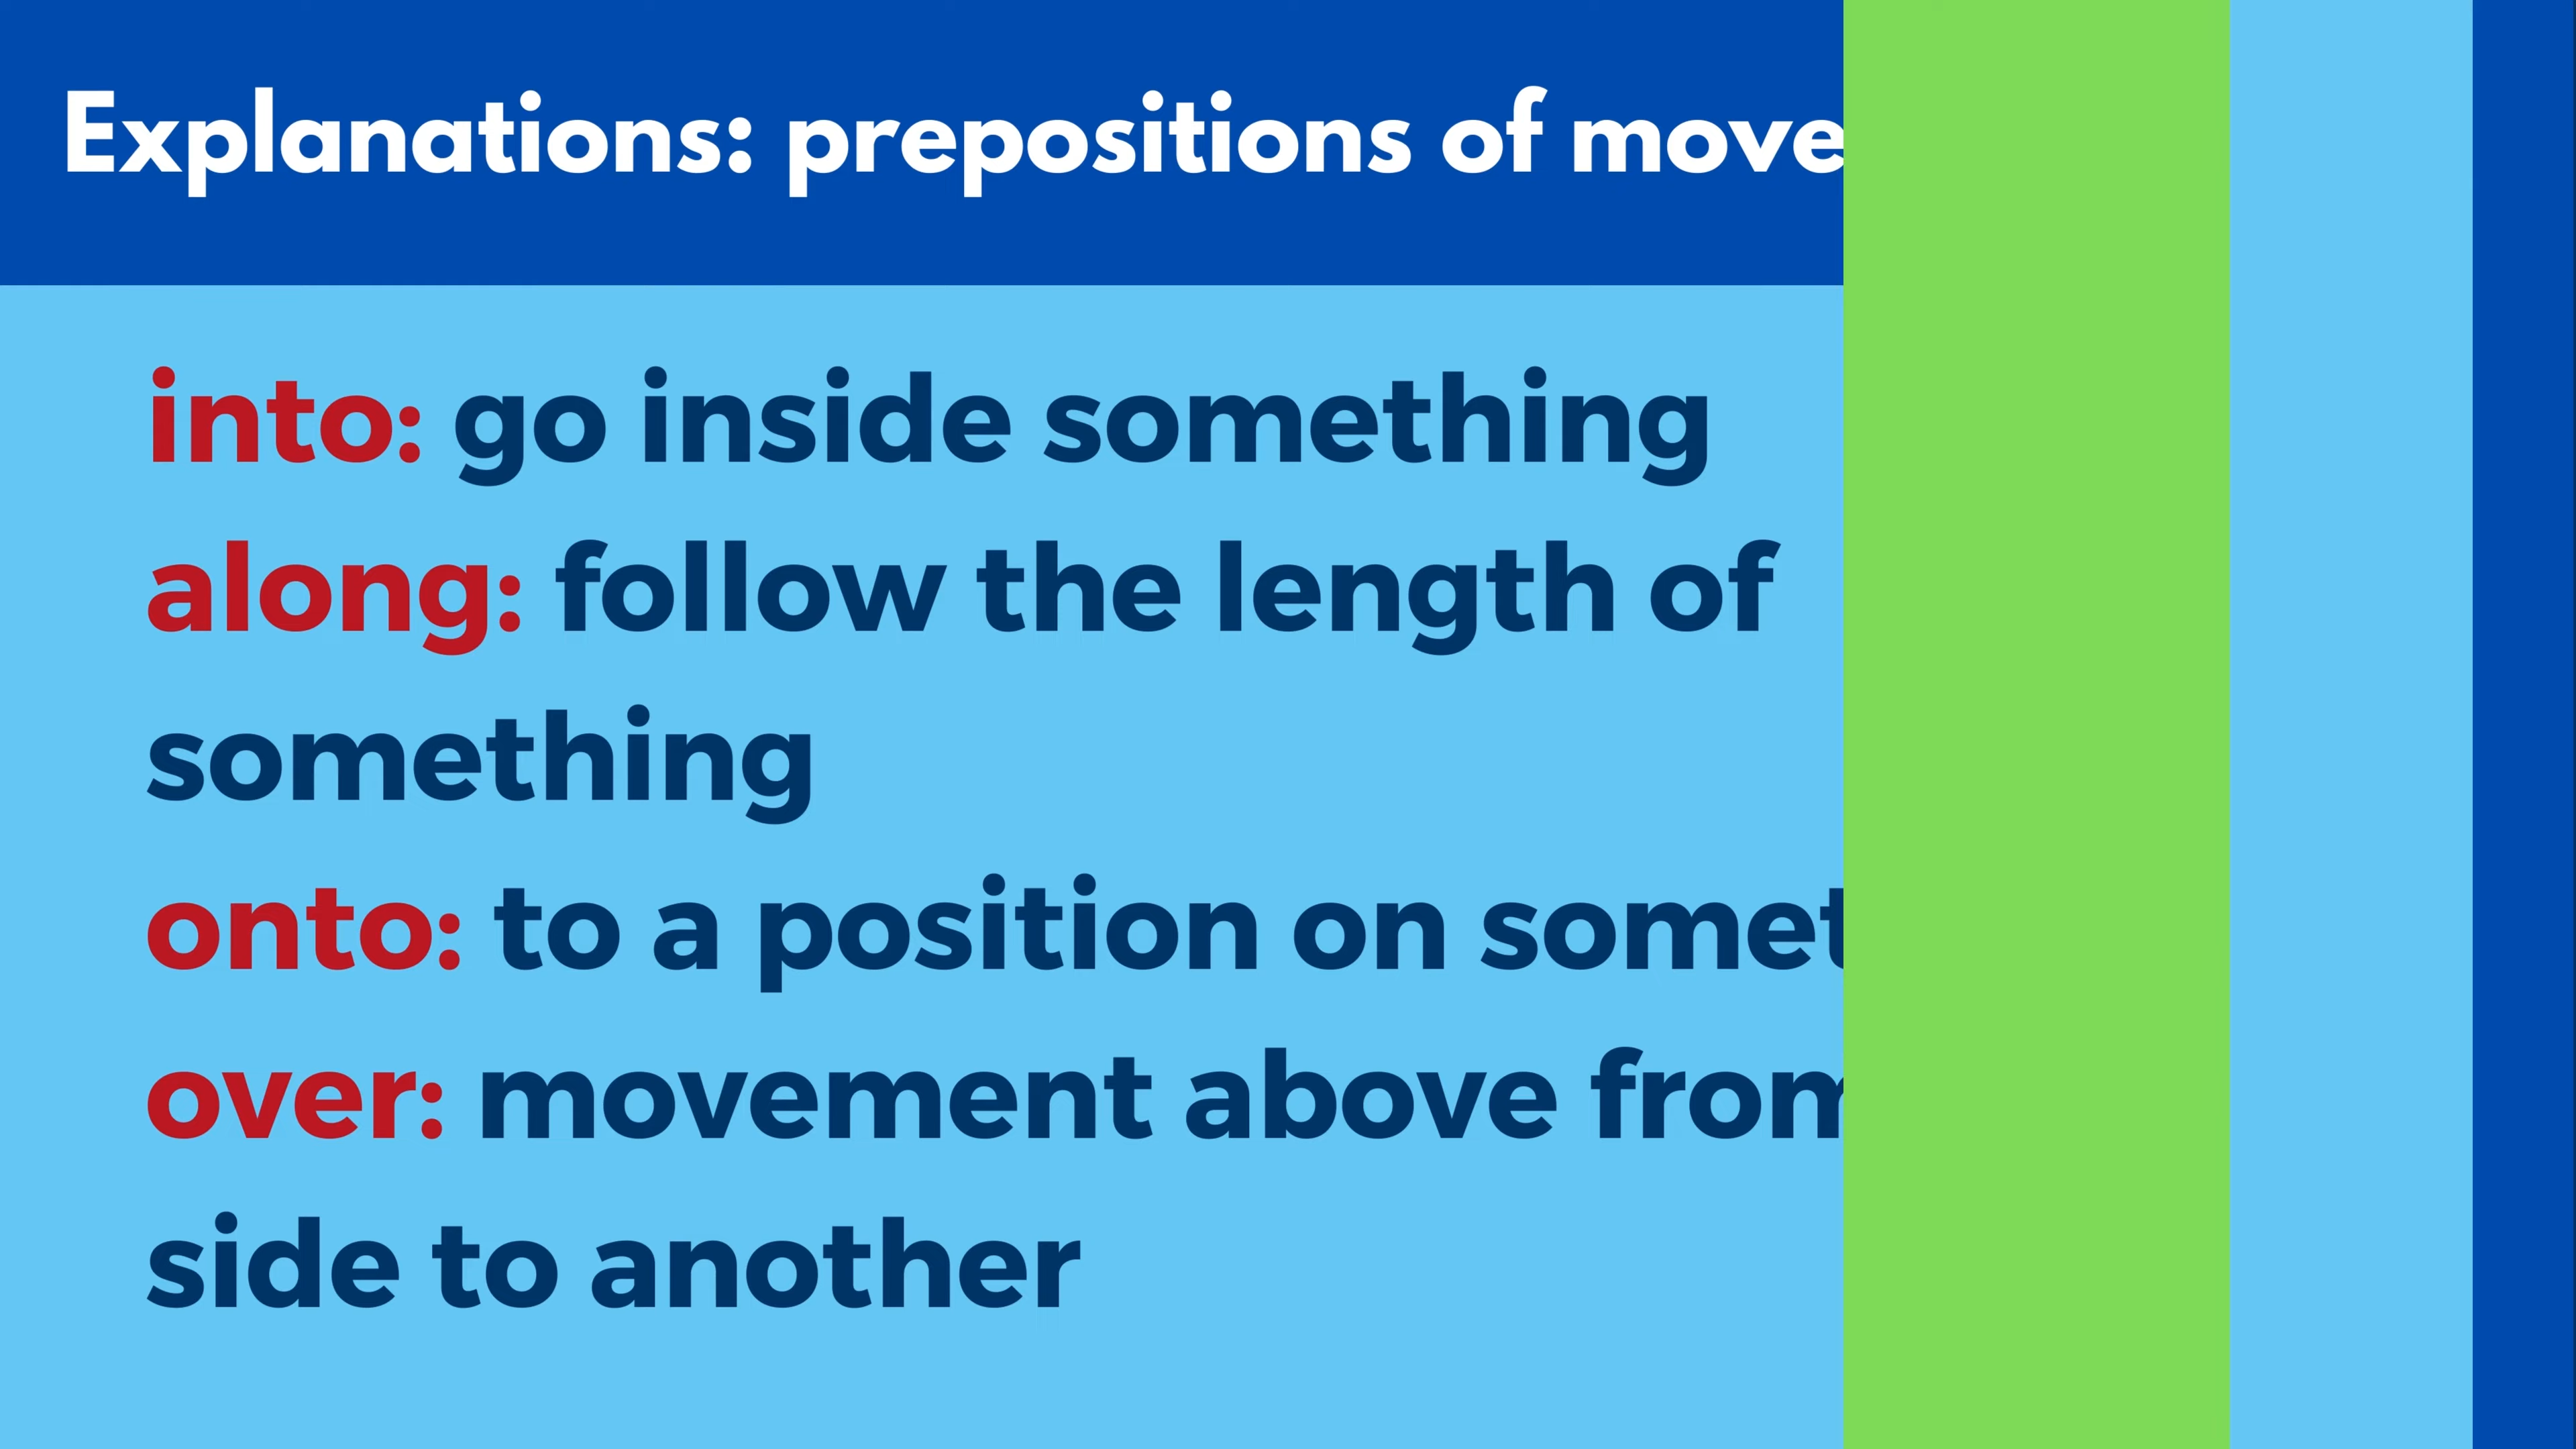 Explanations: prepositions of move
into: go inside something
along: follow the length of
something
onto: to a position on somet
over: movement above from
side to another